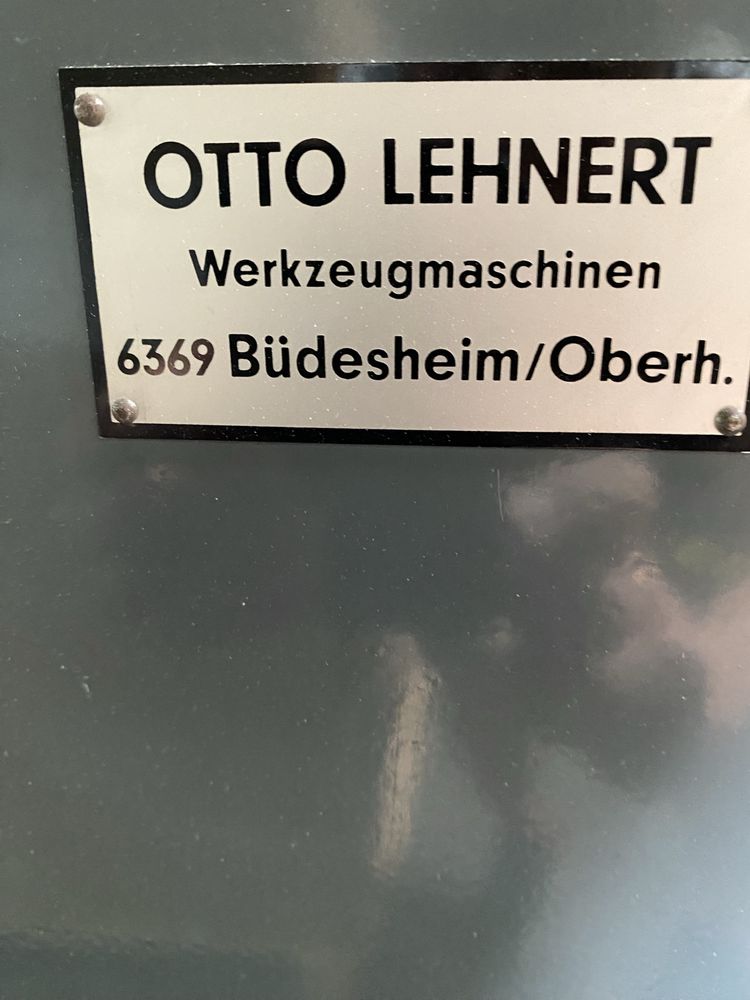 OTTO LEHNERT
Werkzeugmaschinen
6369 Büdesheim/Oberh.